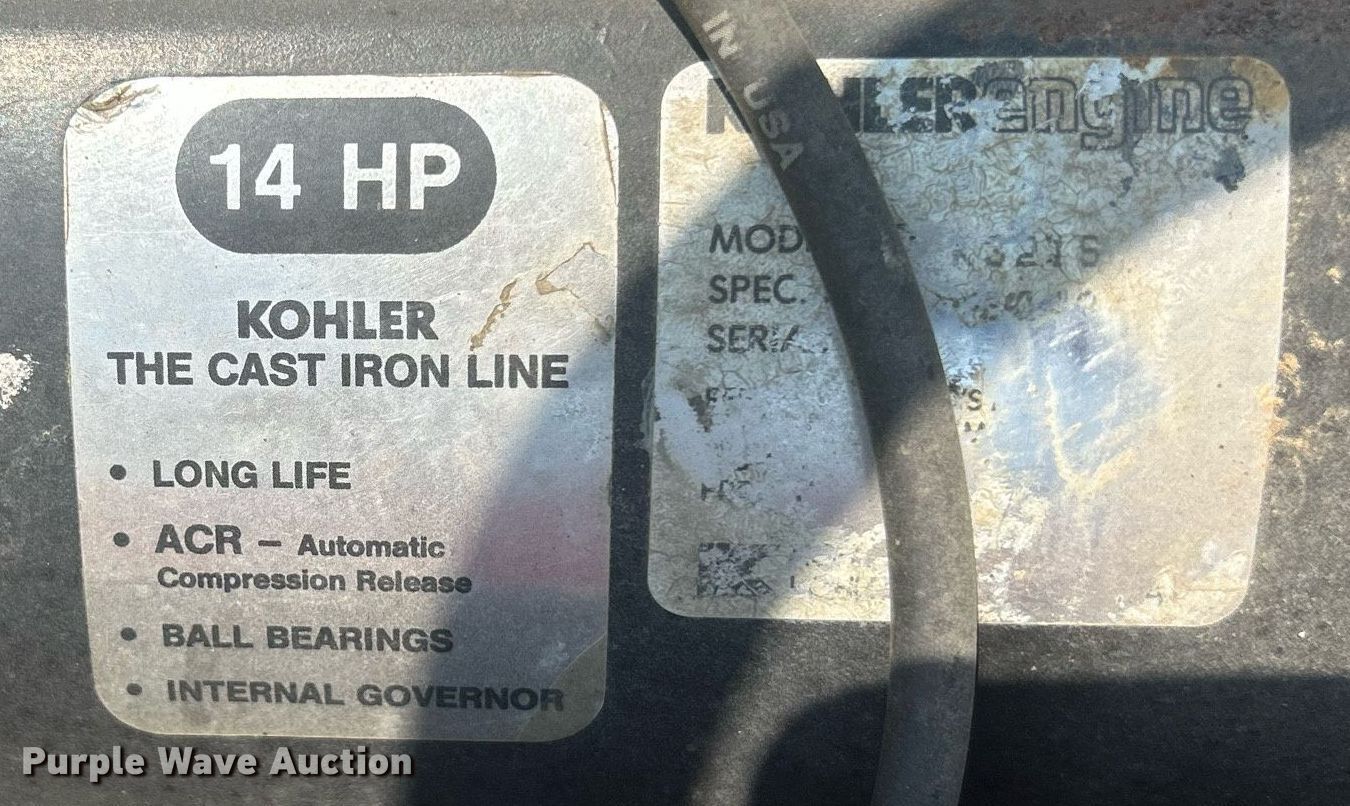 14 HP
KOHLER
THE CAST IRON LINE
• LONG LIFE
• ACR – Automatic
Compression Release
• BALL BEARINGS
• INTERNAL GOVERNOR
IN USA
KOHLER engine
SPEC.
Purple Wave Auction